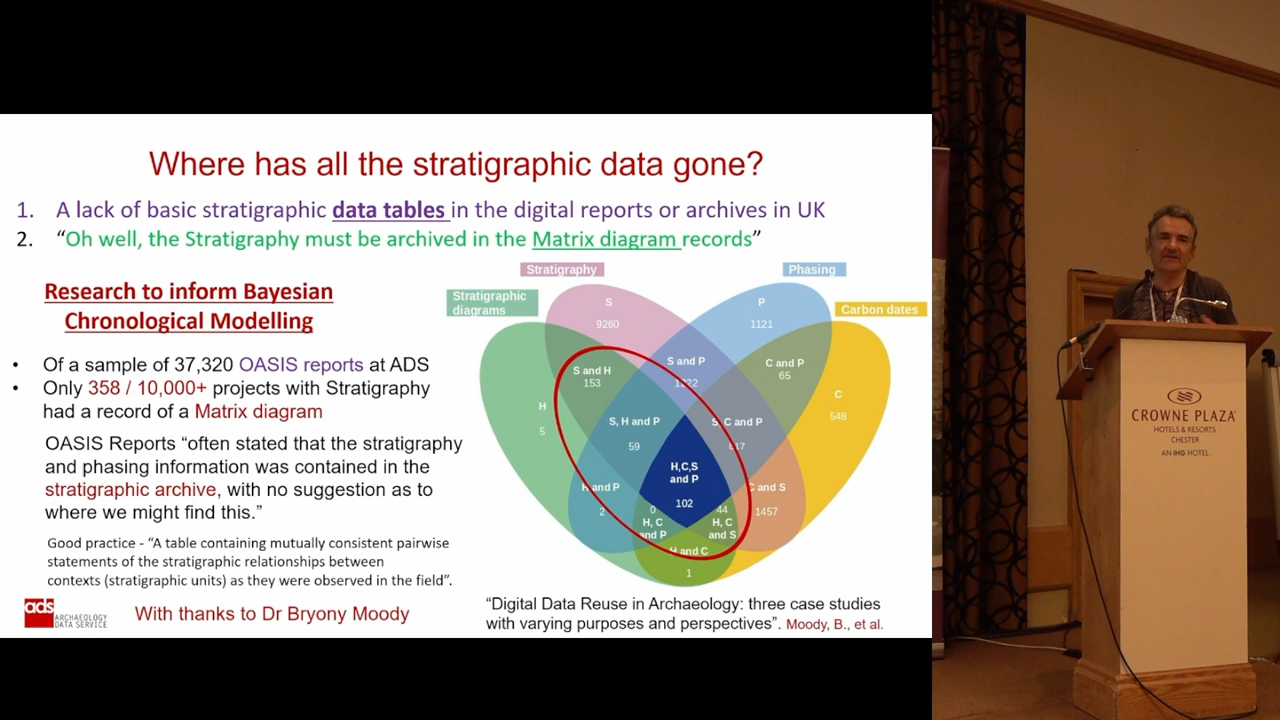 Where has all the stratigraphic data gone?
1. A lack of basic stratigraphic data tables in the digital reports or archives in UK
2. “Oh well, the Stratigraphy must be archived in the Matrix diagram records”
Research to inform Bayesian
Chronological Modelling
• Of a sample of 37,320 OASIS reports at ADS
• Only 358 / 10,000+ projects with Stratigraphy
had a record of a Matrix diagram
OASIS Reports “often stated that the stratigraphy
and phasing information was contained in the
stratigraphic archive, with no suggestion as to
where we might find this.”
Good practice - “A table containing mutually consistent pairwise
statements of the stratigraphic relationships between
contexts (stratigraphic units) as they were observed in the field”.
ads
ARCHAEOLOGY
DATA SERVICE
With thanks to Dr Bryony Moody
Stratigraphy
Phasing
Stratigraphic
diagrams
Carbon dates
S
9260
P
1121
S and P
1222
S and H
153
C and P
65
H
5
C
548
S, H and P
59
S, C and P
H,C,S
and P
102
H and P
2
C and S
1457
0
H, C
and P
44
H, C
and S
H and C
1
“Digital Data Reuse in Archaeology: three case studies
with varying purposes and perspectives”. Moody, B., et al.
CROWNE PLAZA
HOTELS & RESORTS
CHESTER
AN IHG HOTEL